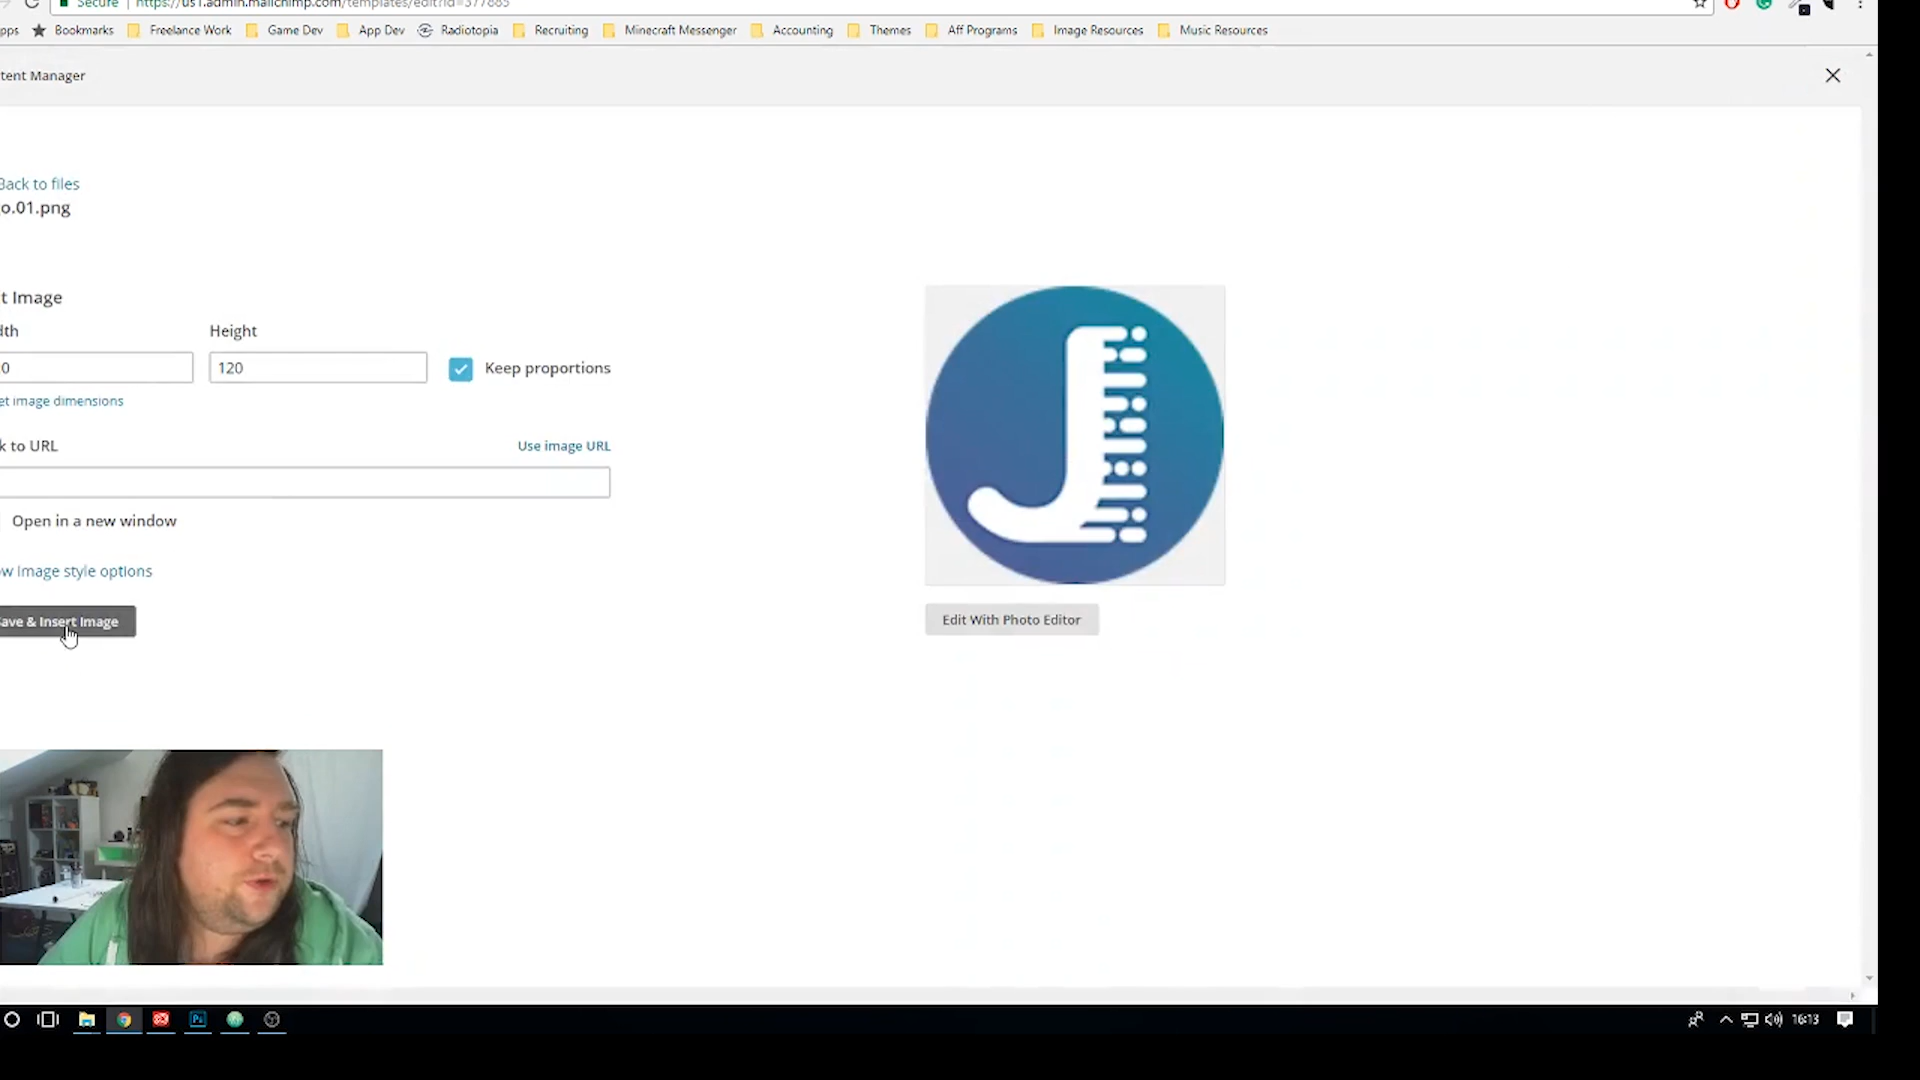 Secure | https://us1.admin.mailchimp.com/templates/edit?id=377885
pps Bookmarks Freelance Work Game Dev App Dev Radiotopia Recruiting Minecraft Messenger Accounting Themes Aff Programs Image Resources Music Resources
tent Manager
Back to files
o.01.png
t Image
dth Height
0 120 Keep proportions
et image dimensions
k to URL Use image URL
Open in a new window
ow image style options
Save & Insert Image Edit With Photo Editor
16:13